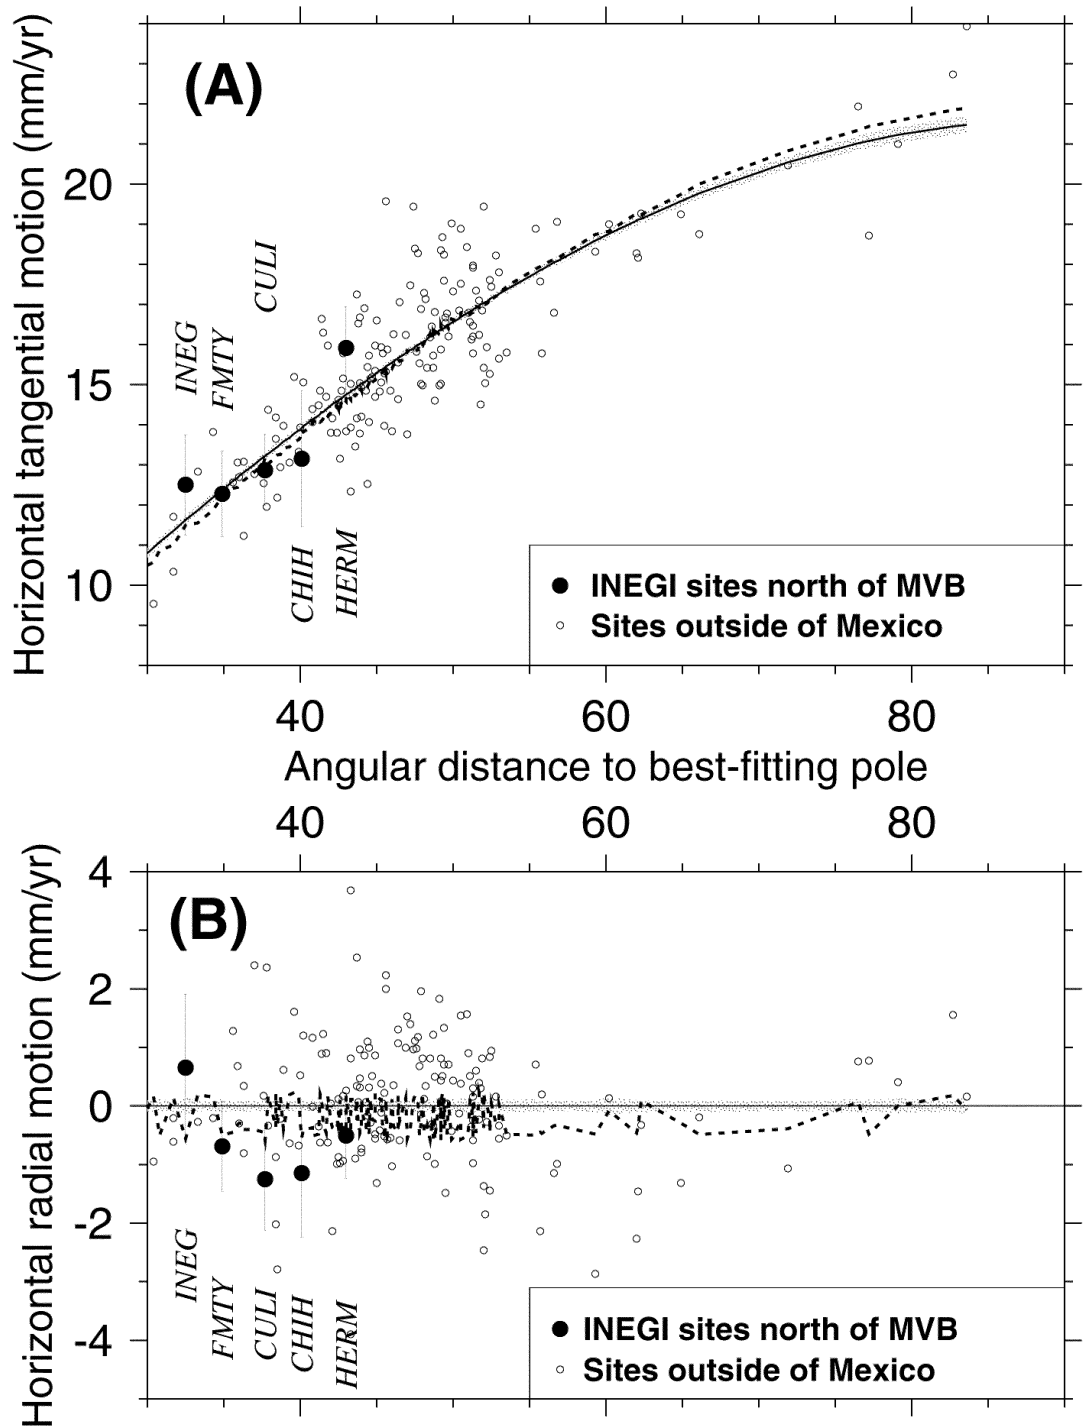 Horizontal tangential motion (mm/yr)
(A)
20
15
10
CULI
INEG
FMTY
CHIH
HERM
INEGI sites north of MVB
Sites outside of Mexico
40 60 80
Angular distance to best-fitting pole
40 60 80
Horizontal radial motion (mm/yr)
(B)
4
2
0
-2
-4
INEG
FMTY
CULI
CHIH
HERM
INEGI sites north of MVB
Sites outside of Mexico